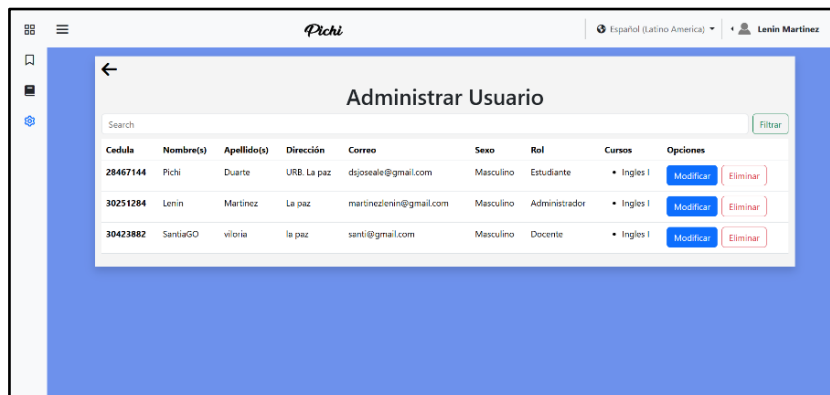 Pichi
Español (Latino America)
Lenin Martinez
Administrar Usuario
Search
Filtrar
Cedula Nombre(s) Apellido(s) Dirección Correo Sexo Rol Cursos Opciones
28467144 Pichi Duarte URB. La paz dsjoseale@gmail.com Masculino Estudiante • Ingles I Modificar Eliminar
30251284 Lenin Martinez La paz martinezlenin@gmail.com Masculino Administrador • Ingles I Modificar Eliminar
30423882 SantiaGO viloria la paz santi@gmail.com Masculino Docente • Ingles I Modificar Eliminar